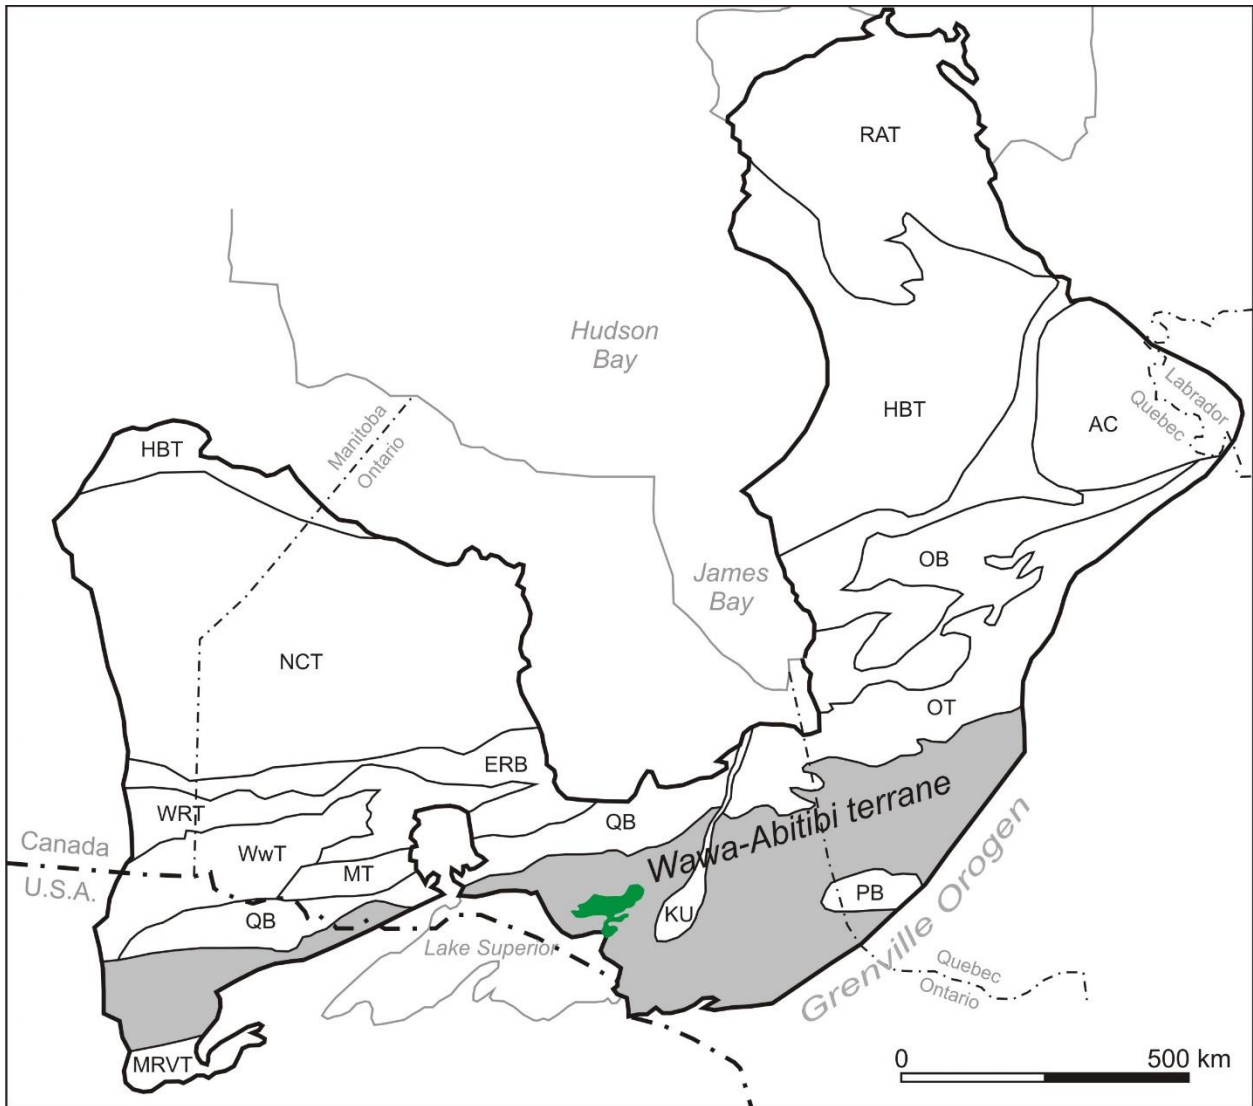 RAT
Hudson
Bay
Labrador
Quebec
HBT
AC
Manitoba
Ontario
HBT
OB
James
Bay
NCT
OT
ERB
WRT
QB
Wawa-Abitibi terrane
Canada
U.S.A.
WwT
MT
KU
PB
QB
Lake Superior
Grenville Orogen
Quebec
Ontario
MRVT
0 500 km